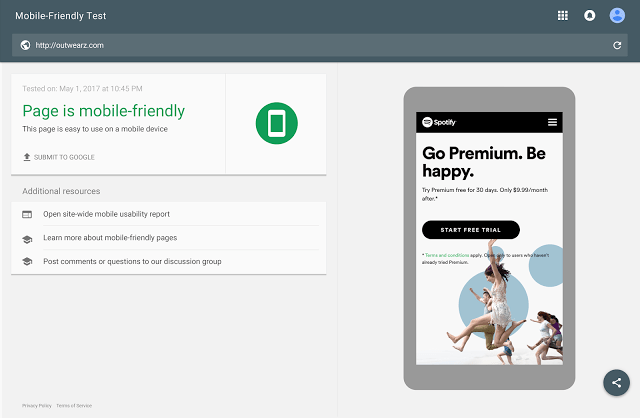 Mobile-Friendly Test
http://outwearz.com
Tested on: May 1, 2017 at 10:45 PM
Page is mobile-friendly
This page is easy to use on a mobile device
SUBMIT TO GOOGLE
Additional resources
Open site-wide mobile usability report
Learn more about mobile-friendly pages
Post comments or questions to our discussion group
Privacy Policy Terms of Service
Spotify
Go Premium. Be
happy.
Try Premium free for 30 days. Only $9.99/month
after.*
START FREE TRIAL
* Terms and conditions apply. Open only to users who haven't
already tried Premium.